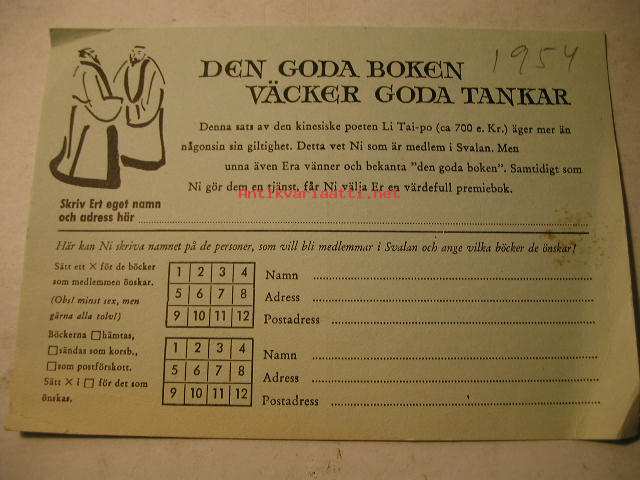 DEN GODA BOKEN
VÄCKER GODA TANKAR
1954
Denna sats av den kinesiske poeten Li Tai-po (ca 700 e. Kr.) äger mer än
någonsin sin giltighet. Detta vet Ni som är medlem i Svalan. Men
unna även Era vänner och bekanta "den goda boken". Samtidigt som
Ni gör dem en tjänst, får Ni välja Er en värdefull premiebok.
Antikvariaatti.net
Skriv Ert eget namn
och adress här
Här kan Ni skriva namnet på de personer, som vill bli medlemmar i Svalan och ange vilka böcker de önskar!
Sätt ett × för de böcker
som medlemmen önskar.
(Obs! minst sex, men
gärna alla tolv!)
Böckerna □ hämtas,
□ sändas som korsb.,
□ som postförskott.
Sätt × i □ för det som
önskas.
1 2 3 4
5 6 7 8
9 10 11 12
Namn
Adress
Postadress
1 2 3 4
5 6 7 8
9 10 11 12
Namn
Adress
Postadress